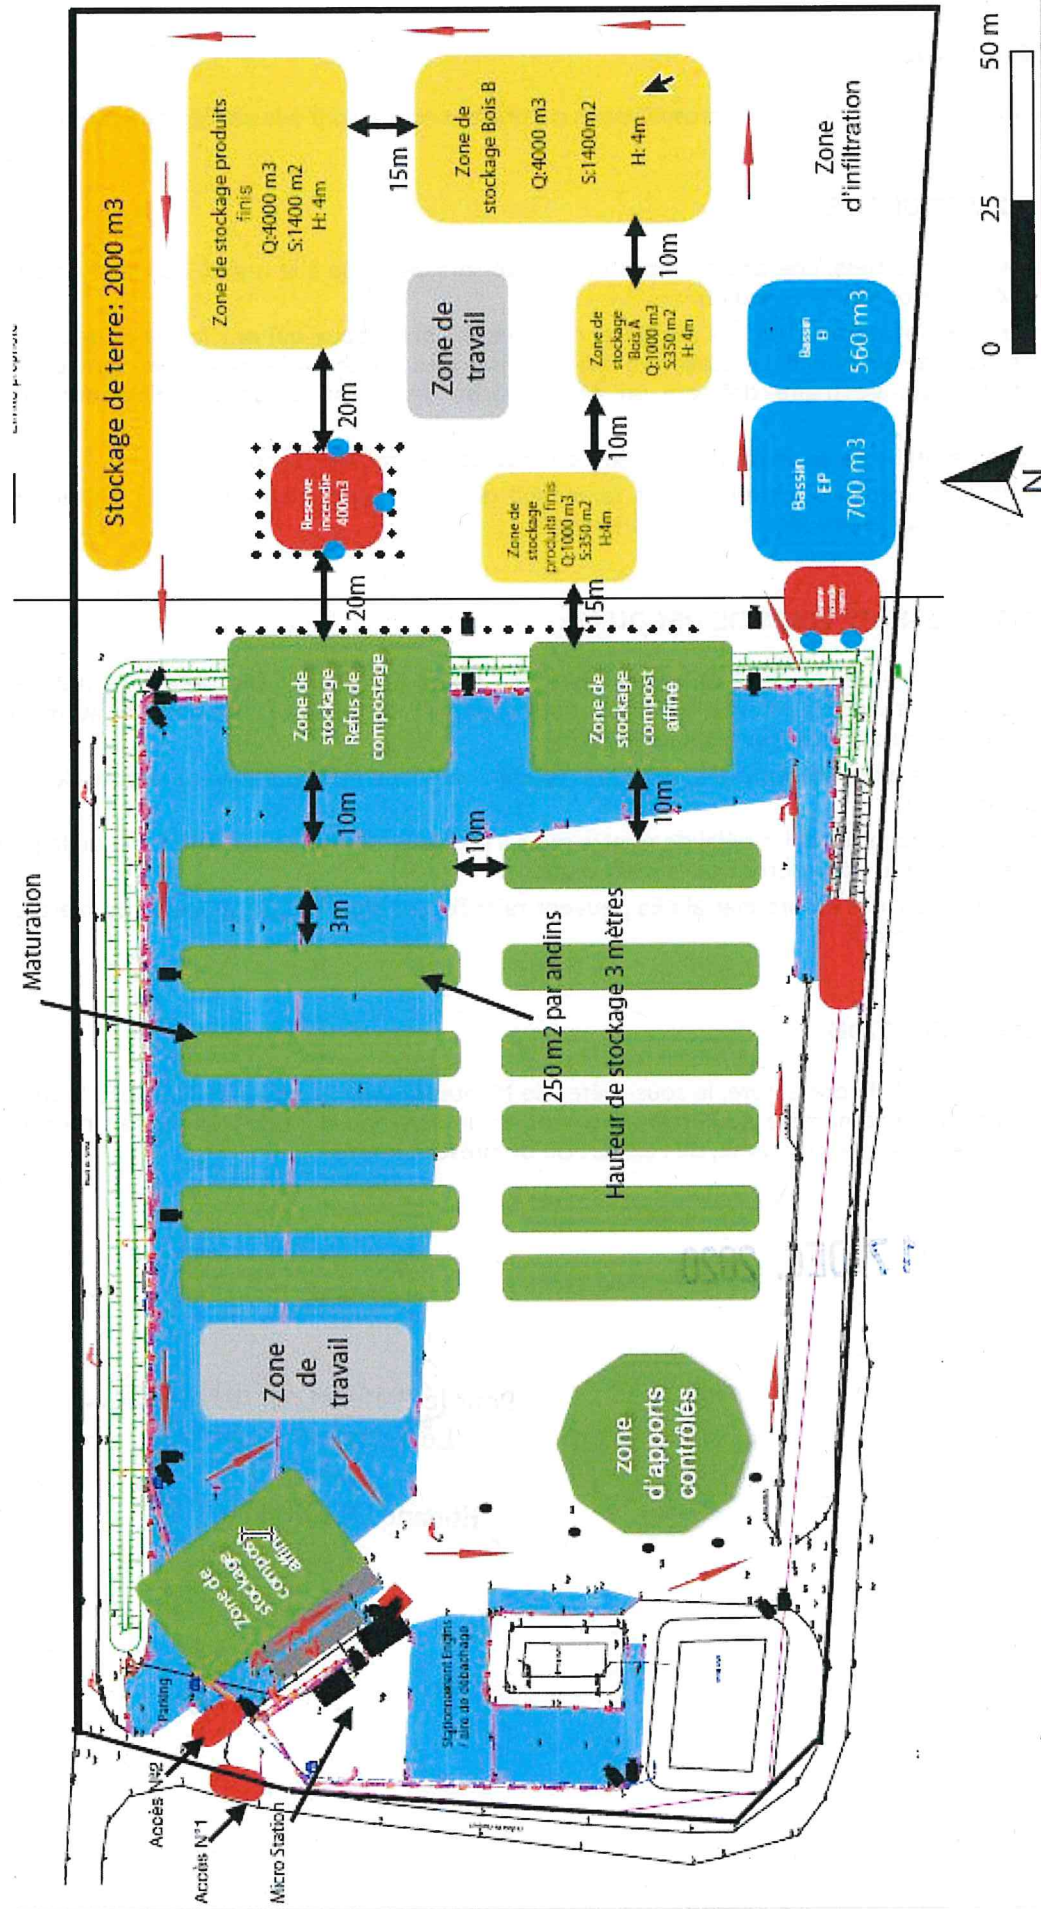 Stockage de terre: 2000 m3
Zone de stockage produits
finis
Q:4000 m3
S:1400 m2
H: 4m
15m
Zone de
stockage Bois B
Q:4000 m3
S:1400m2
H: 4m
10m
Zone de
travail
Zone de
stockage
Bois A
Q:1000 m3
S:350 m2
H:4m
10m
Zone de
stockage
produits finis
Q:1000 m3
S:350 m2
H:4m
15m
20m
Reserve
incendie
400m3
20m
Zone
d'infiltration
Bassin
B
560 m3
Bassin
EP
700 m3
Reserve
incendie
0
25
50 m
N
Zone de
stockage
Refus de
compostage
Zone de
stockage
compost
affiné
10m
10m
10m
3m
Maturation
250 m2 par andins
Hauteur de stockage 3 mètres
DEC. 2020
Zone
de
travail
zone
d'apports
contrôlés
Zone de
stockage
compost
affiné
Parking
Stationnement Engins
/ aire de débachage
Accès N°2
Accès N°1
Micro Station